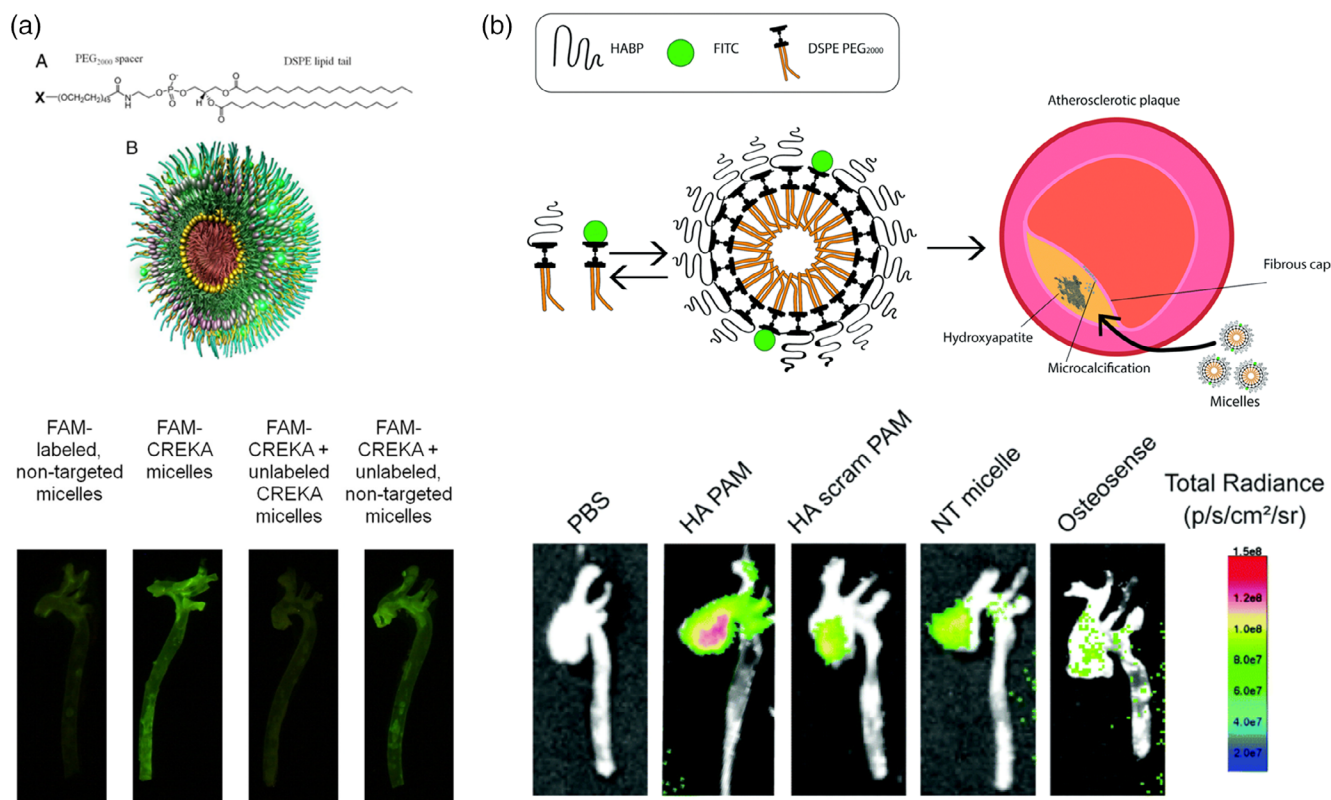 (a)
A
PEG2000 spacer
DSPE lipid tail
X
(OCH2CH2)45
O
N
H
O
P
O-
O
O
H
O
O
O
O
B
FAM-
labeled,
non-targeted
micelles
FAM-
CREKA
micelles
FAM-
CREKA +
unlabeled
CREKA
micelles
FAM-
CREKA +
unlabeled,
non-targeted
micelles
(b)
HABP
FITC
DSPE PEG2000
Atherosclerotic plaque
Fibrous cap
Hydroxyapatite
Microcalcification
Micelles
PBS
HA PAM
HA scram PAM
NT micelle
Osteosense
Total Radiance
(p/s/cm²/sr)
1.5e8
1.2e8
1.0e8
8.0e7
6.0e7
4.0e7
2.0e7